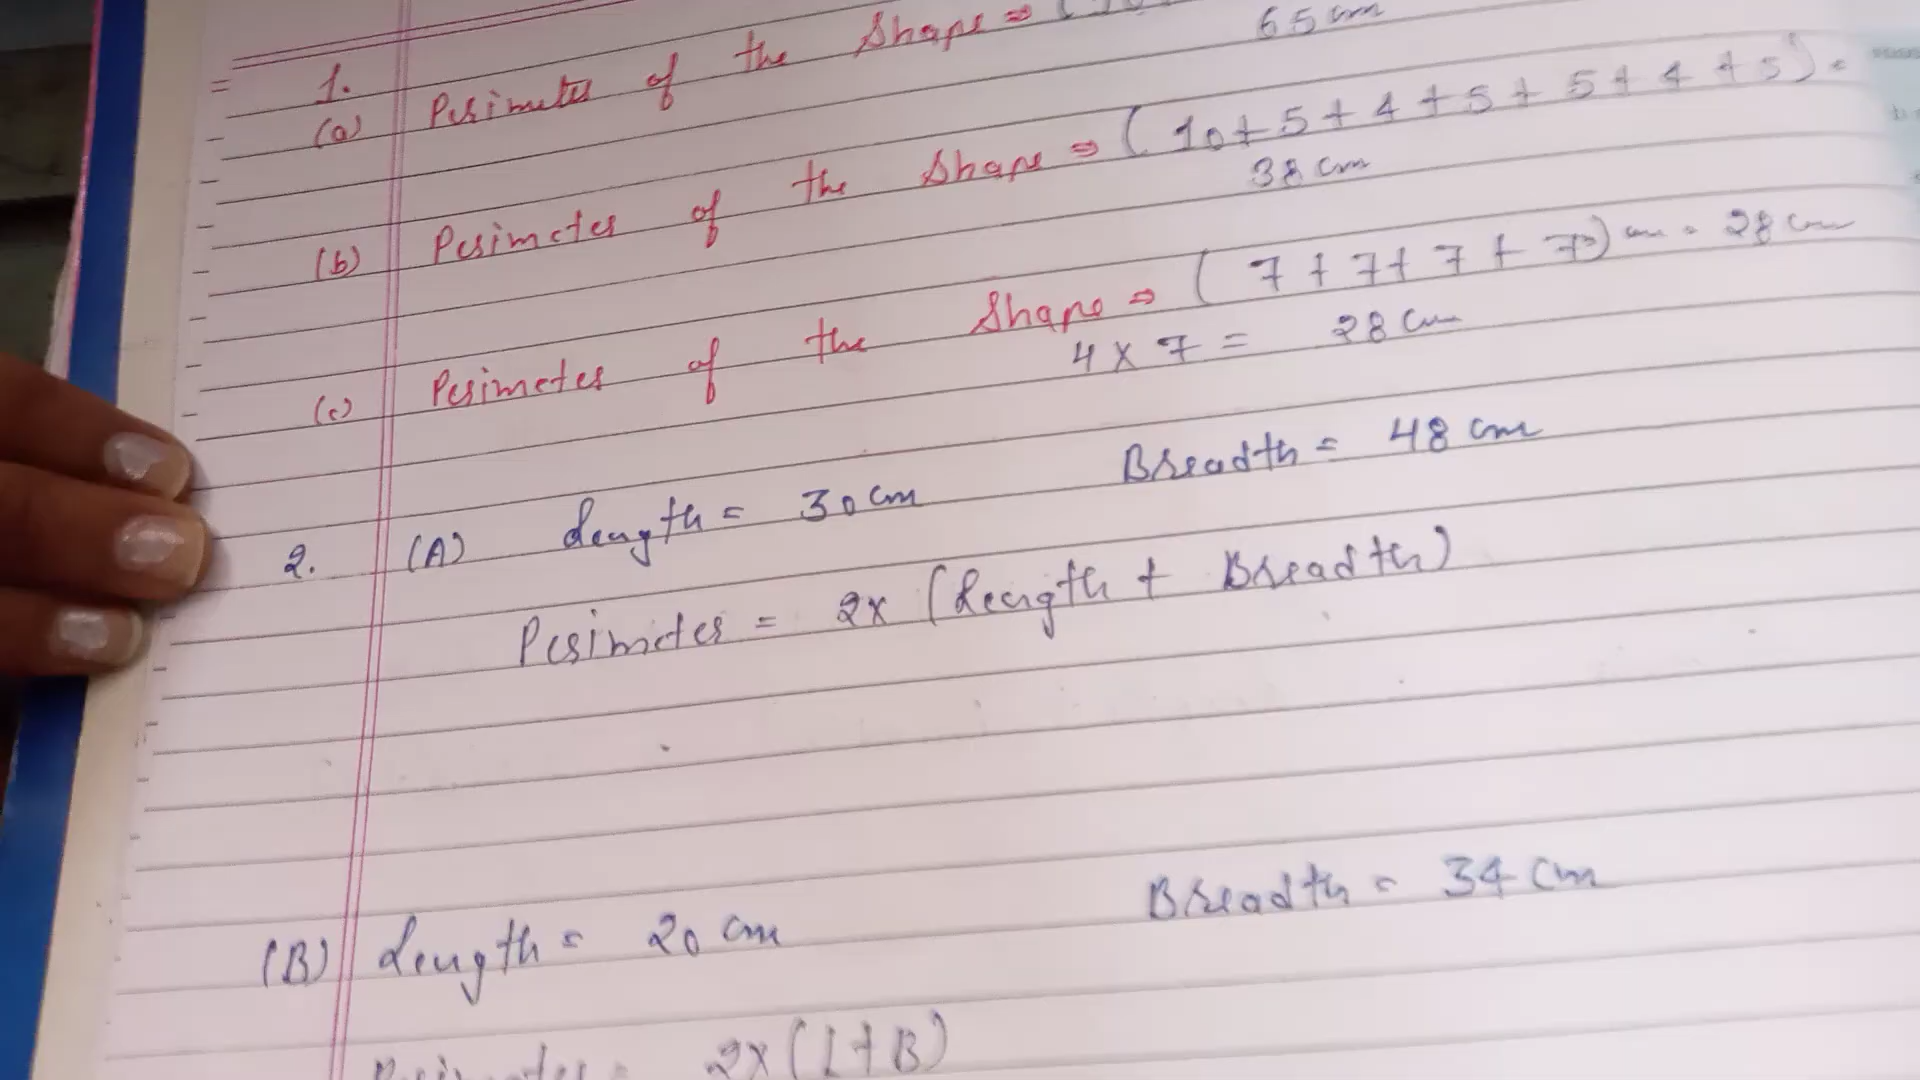 1.
(a) Perimeter of the Shape ⇒ (
65 cm
(b) Perimeter of the Shape ⇒ (10+5+4+5+5+4+5) =
38 cm
(c) Perimeter of the Shape ⇒ (7+7+7+7) cm = 28 cm
4 x 7 = 28 cm
2. (A) Length = 30 cm Breadth = 48 cm
Perimeter = 2x (Length + Breadth)
(B) Length = 20 cm Breadth = 34 cm
Perimeter = 2x (L+B)